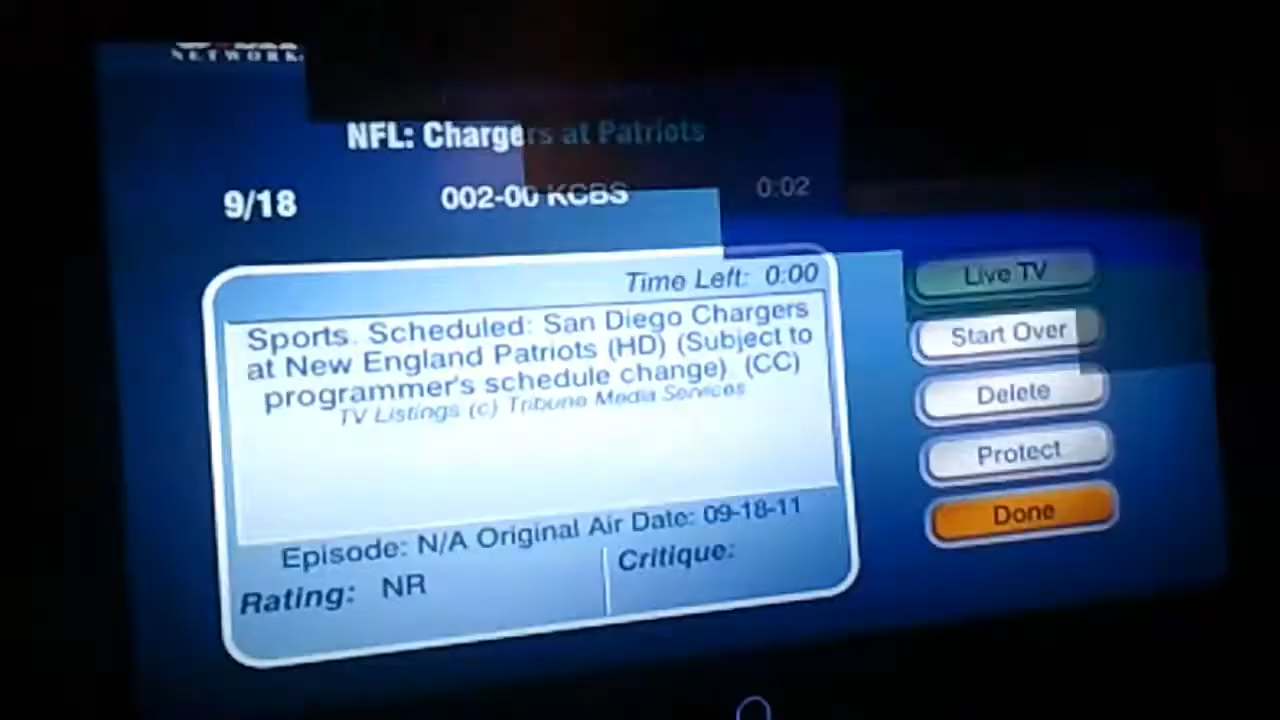 NETWORK
NFL: Chargers at Patriots
9/18 002-00 KCBS 0:02
Time Left: 0:00
Sports. Scheduled: San Diego Chargers
at New England Patriots (HD) (Subject to
programmer's schedule change) (CC)
TV Listings (c) Tribune Media Services
Episode: N/A Original Air Date: 09-18-11
Rating: NR
Critique:
Live TV
Start Over
Delete
Protect
Done